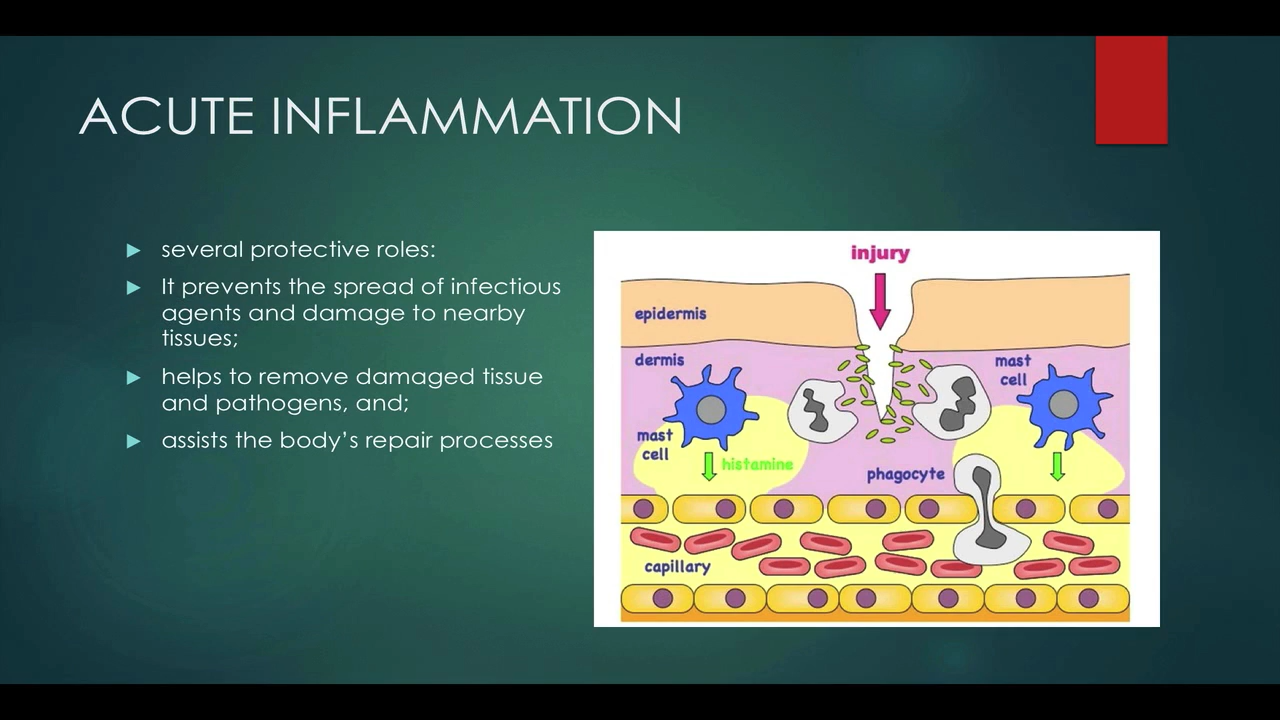 ACUTE INFLAMMATION
several protective roles:
It prevents the spread of infectious
agents and damage to nearby
tissues;
helps to remove damaged tissue
and pathogens, and;
assists the body’s repair processes
injury
epidermis
dermis
mast
cell
mast
cell
histamine
phagocyte
capillary